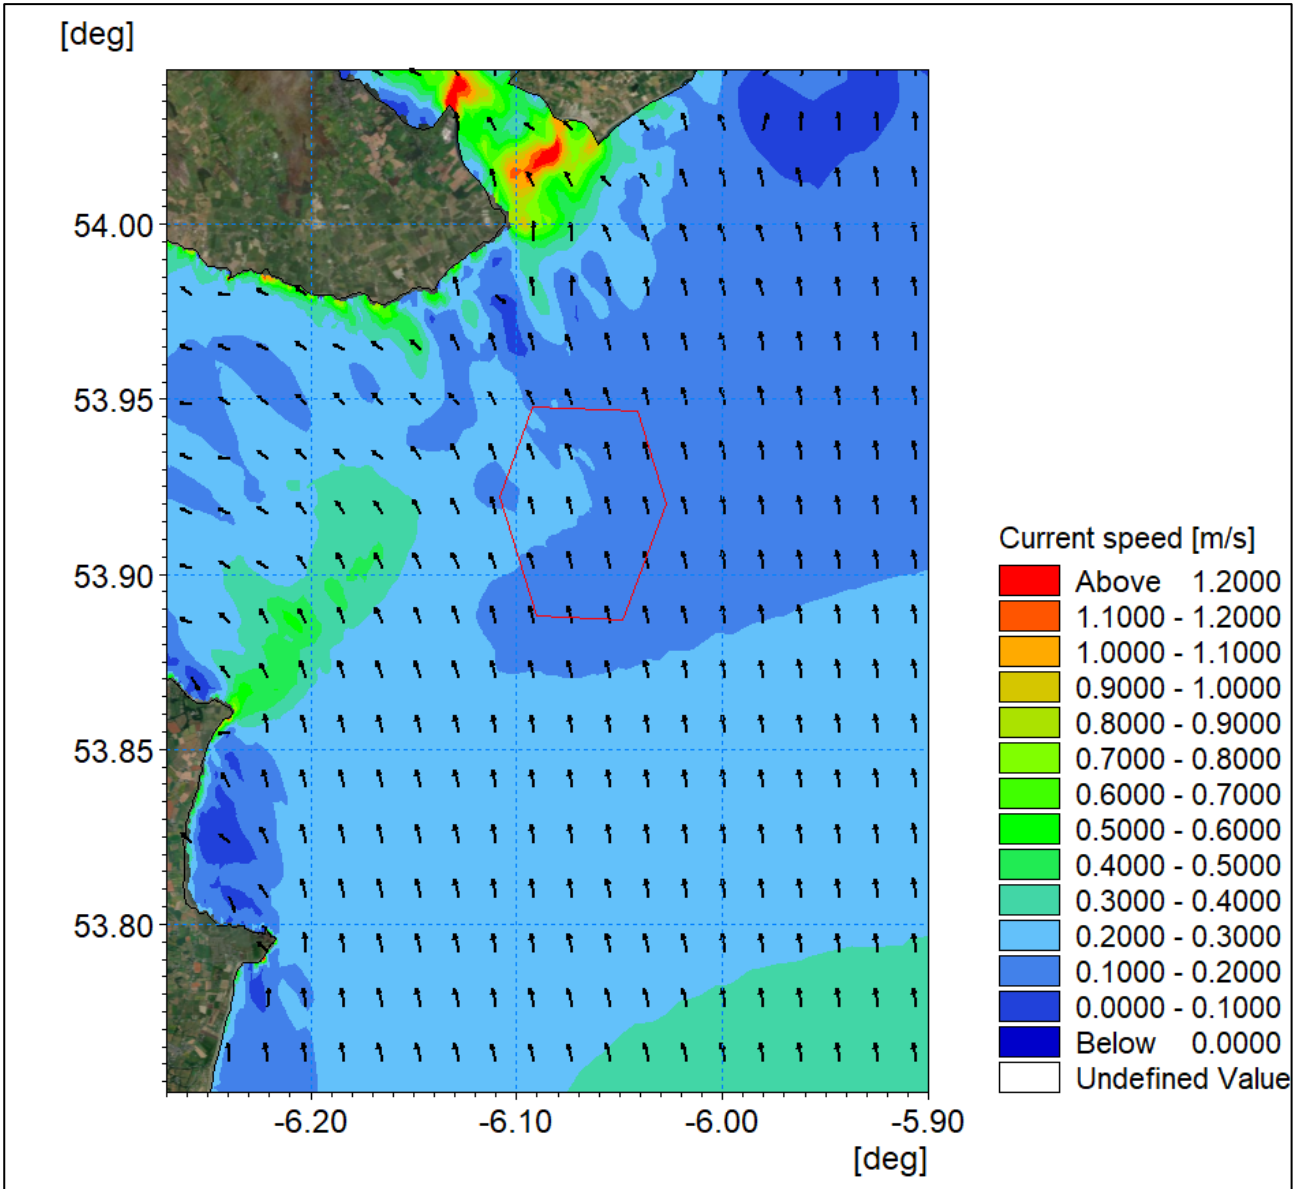 [deg]
54.00
53.95
53.90
53.85
53.80
-6.20 -6.10 -6.00 -5.90
[deg]
Current speed [m/s]
Above 1.2000
1.1000 - 1.2000
1.0000 - 1.1000
0.9000 - 1.0000
0.8000 - 0.9000
0.7000 - 0.8000
0.6000 - 0.7000
0.5000 - 0.6000
0.4000 - 0.5000
0.3000 - 0.4000
0.2000 - 0.3000
0.1000 - 0.2000
0.0000 - 0.1000
Below 0.0000
Undefined Value